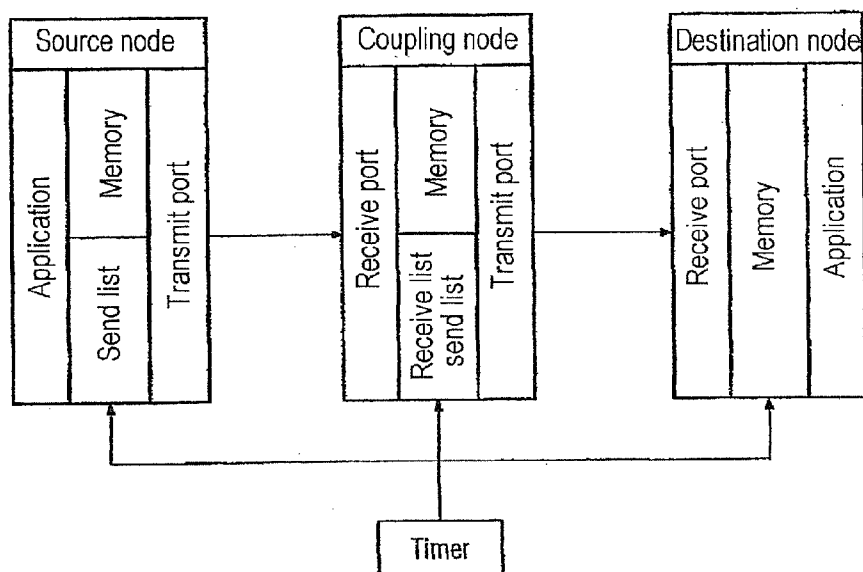 Source node
Application
Memory
Send list
Transmit port
Coupling node
Receive port
Memory
Receive list
send list
Transmit port
Destination node
Receive port
Memory
Application
Timer